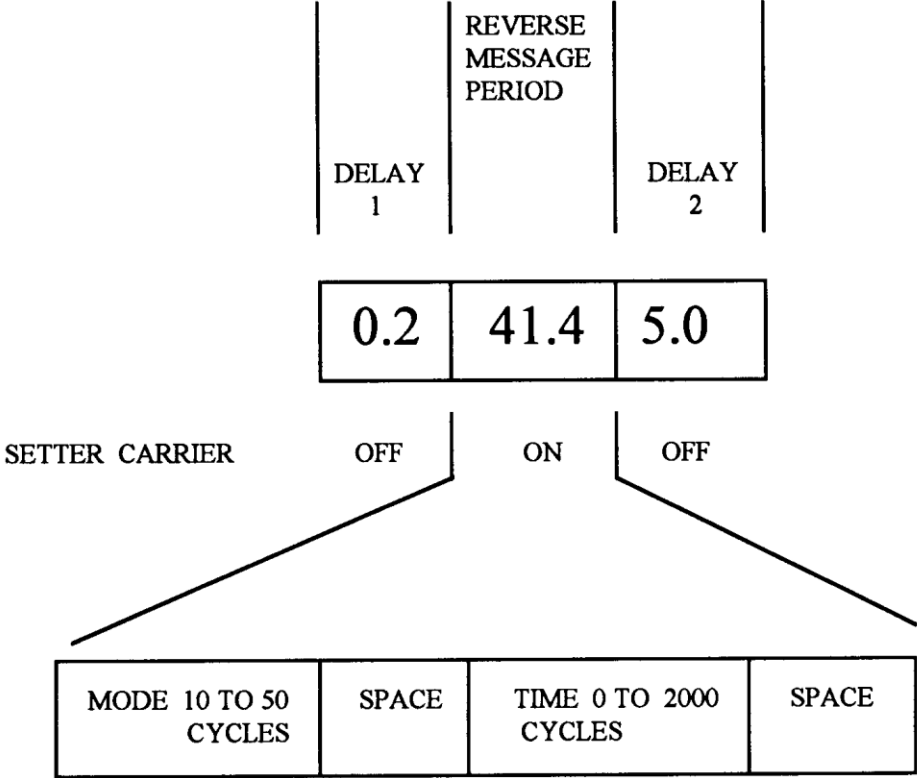 REVERSE
MESSAGE
PERIOD
DELAY
1
DELAY
2
0.2 41.4 5.0
SETTER CARRIER OFF ON OFF
MODE 10 TO 50
CYCLES
SPACE
TIME 0 TO 2000
CYCLES
SPACE